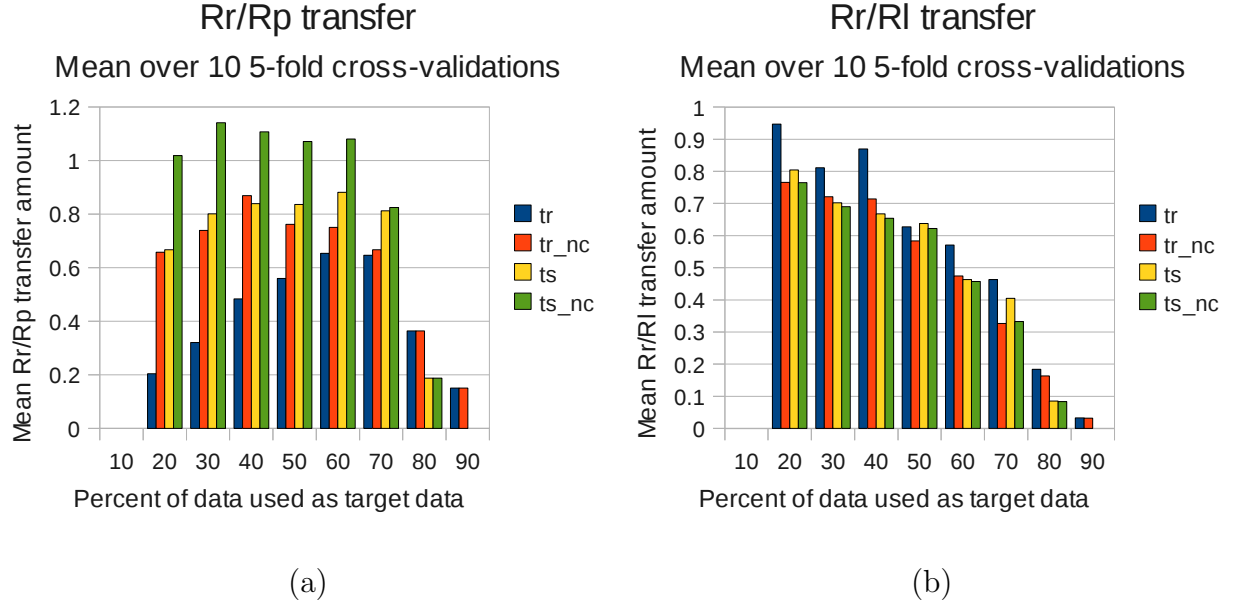 Rr/Rp transfer
Mean over 10 5-fold cross-validations
Mean Rr/Rp transfer amount
1.2
1
0.8
0.6
0.4
0.2
0
10 20 30 40 50 60 70 80 90
Percent of data used as target data
tr
tr_nc
ts
ts_nc
(a)
Rr/Rl transfer
Mean over 10 5-fold cross-validations
Mean Rr/Rl transfer amount
1
0.9
0.8
0.7
0.6
0.5
0.4
0.3
0.2
0.1
0
10 20 30 40 50 60 70 80 90
Percent of data used as target data
tr
tr_nc
ts
ts_nc
(b)